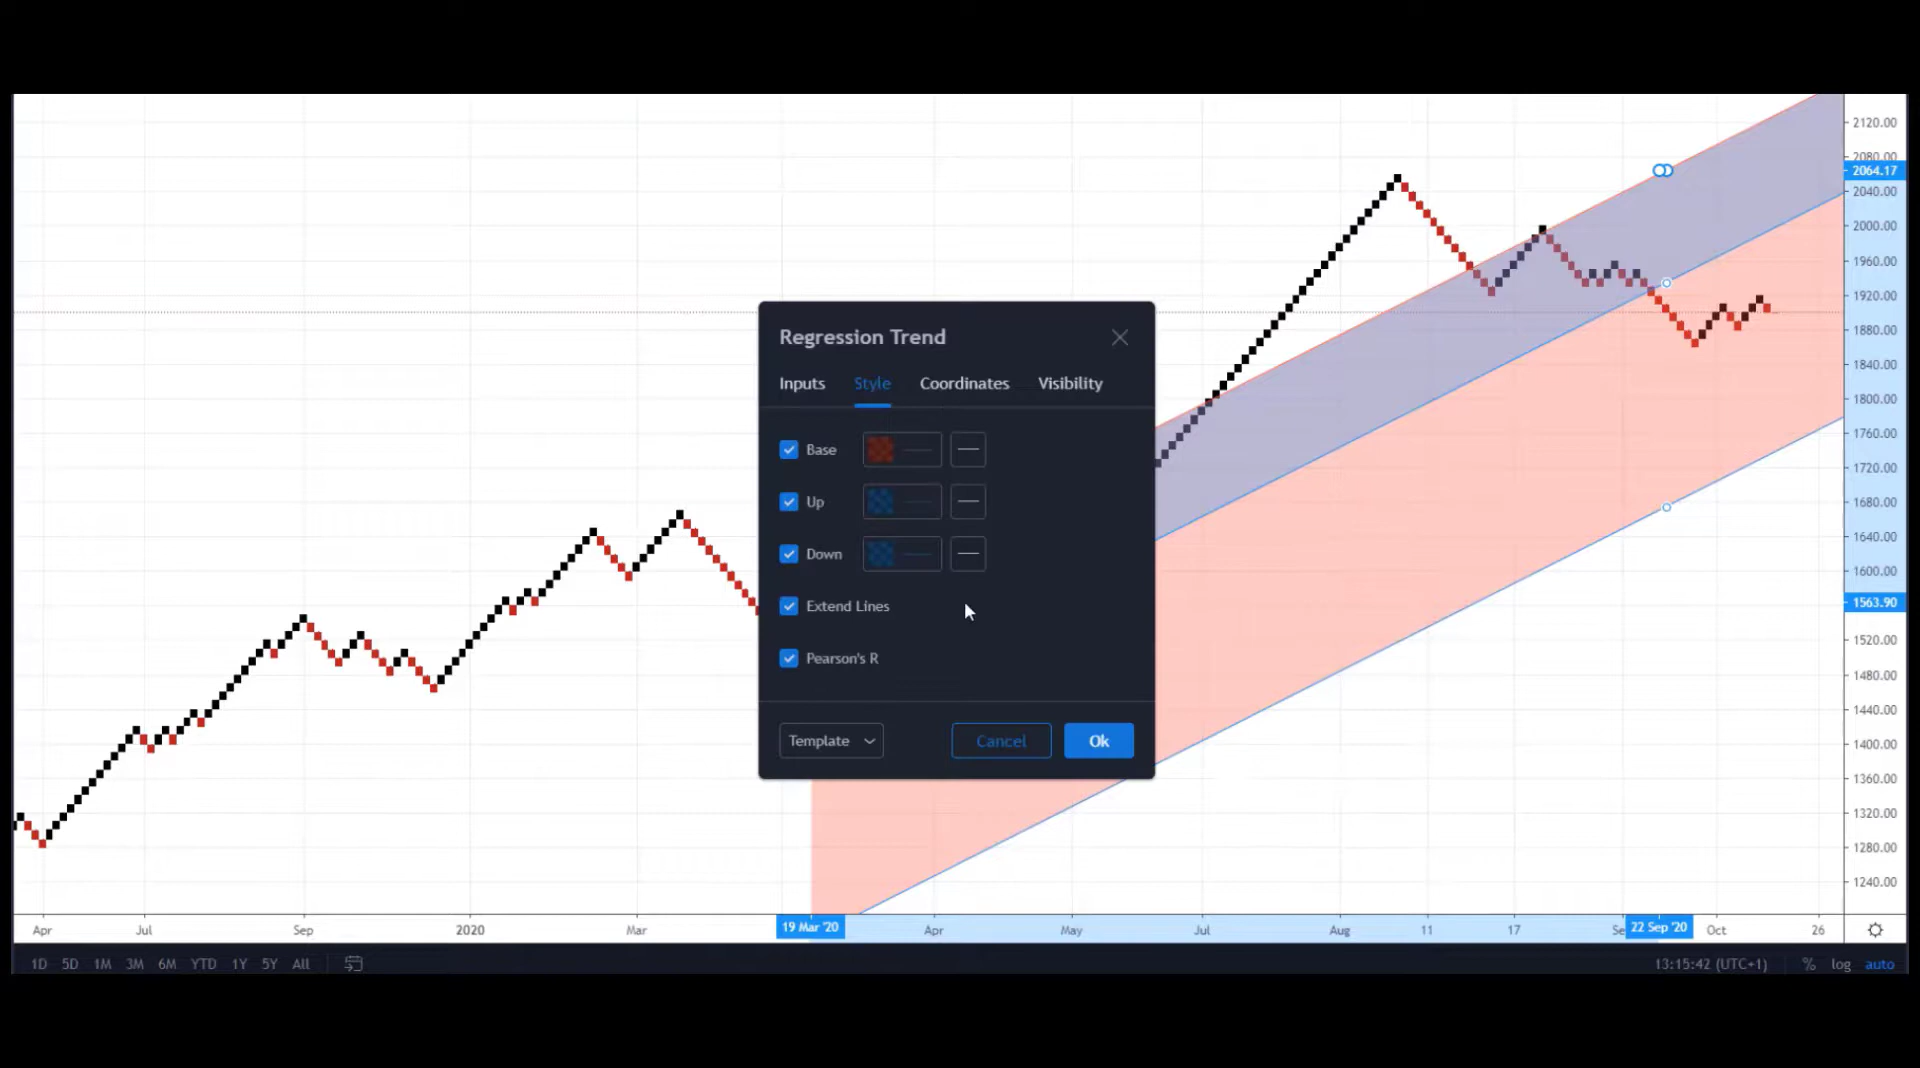 2120.00
2080.00
2064.17
2040.00
2000.00
1960.00
1920.00
1880.00
1840.00
1800.00
1760.00
1720.00
1680.00
1640.00
1600.00
1563.90
1520.00
1480.00
1440.00
1400.00
1360.00
1320.00
1280.00
1240.00
Regression Trend
Inputs Style Coordinates Visibility
Base
Up
Down
Extend Lines
Pearson's R
Template Cancel Ok
Apr Jul Sep 2020 Mar 19 Mar '20 Apr May Jul Aug 11 17 Se 22 Sep '20 Oct 26
1D 5D 1M 3M 6M YTD 1Y 5Y All 13:15:42 (UTC+1) % log auto